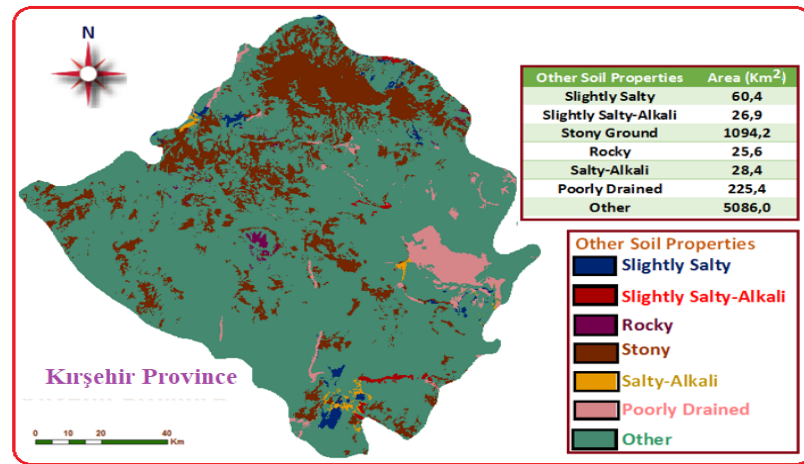 N
Other Soil Properties Area (Km²)
Slightly Salty 60,4
Slightly Salty-Alkali 26,9
Stony Ground 1094,2
Rocky 25,6
Salty-Alkali 28,4
Poorly Drained 225,4
Other 5086,0
Other Soil Properties
Slightly Salty
Slightly Salty-Alkali
Rocky
Stony
Salty-Alkali
Poorly Drained
Other
Kırşehir Province
0 20 40
Km